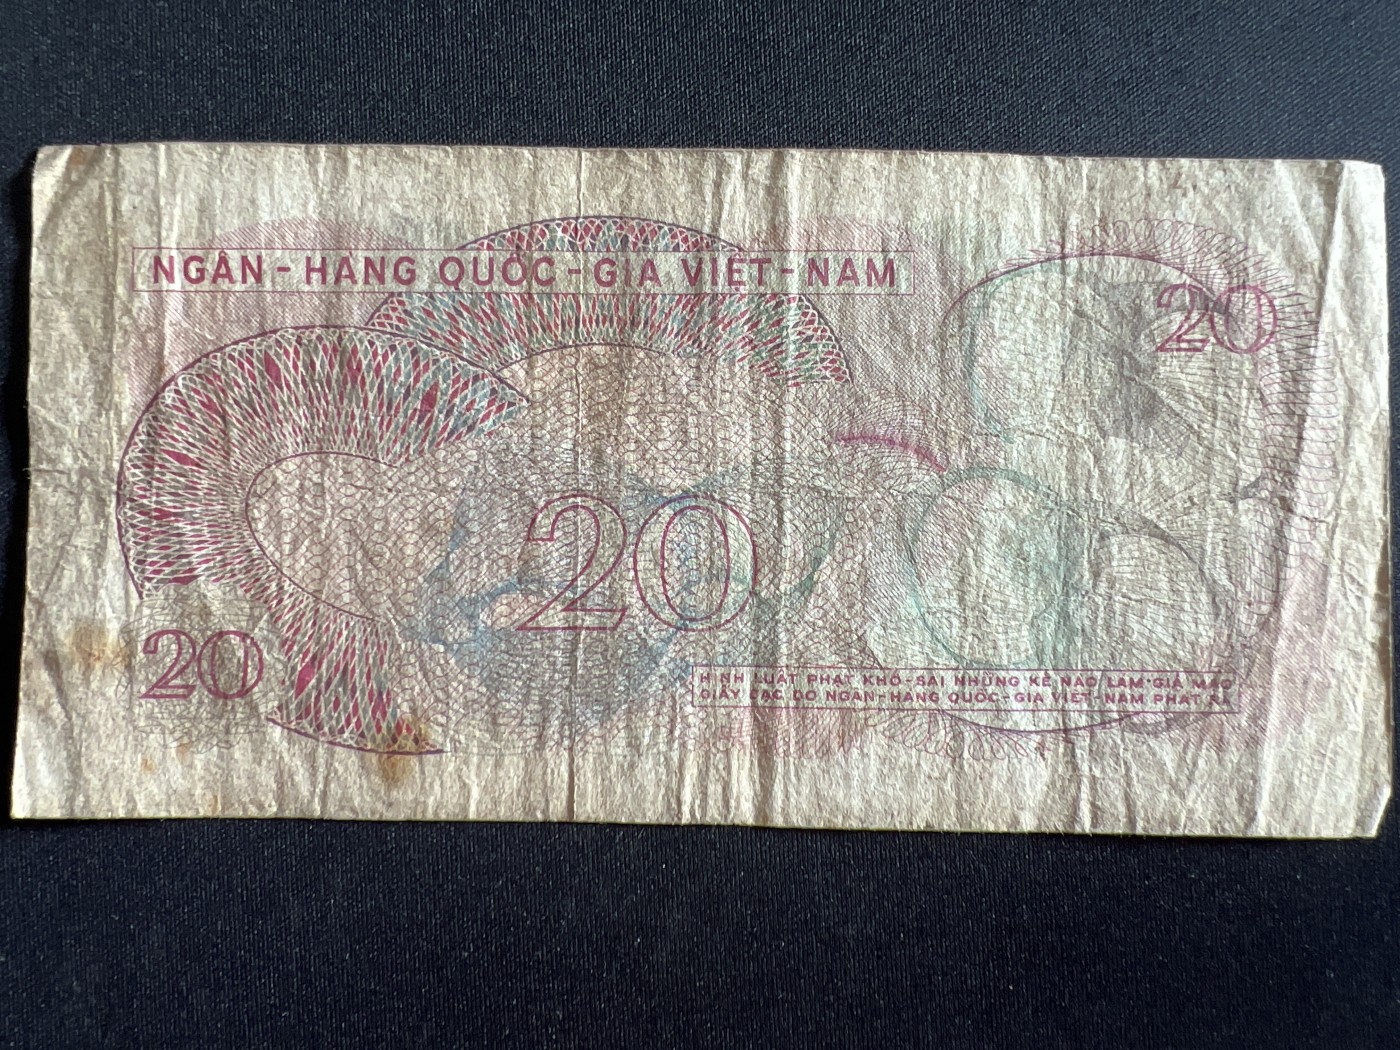 NGÂN - HÀNG QUỐC - GIA VIỆT - NAM
20
20
20
HÌNH LUẬT PHẠT KHỔ - SAI NHỮNG KẺ NÀO LÀM GIẢ MẠO
GIẤY BẠC DO NGÂN - HÀNG QUỐC - GIA VIỆT - NAM PHÁT RA